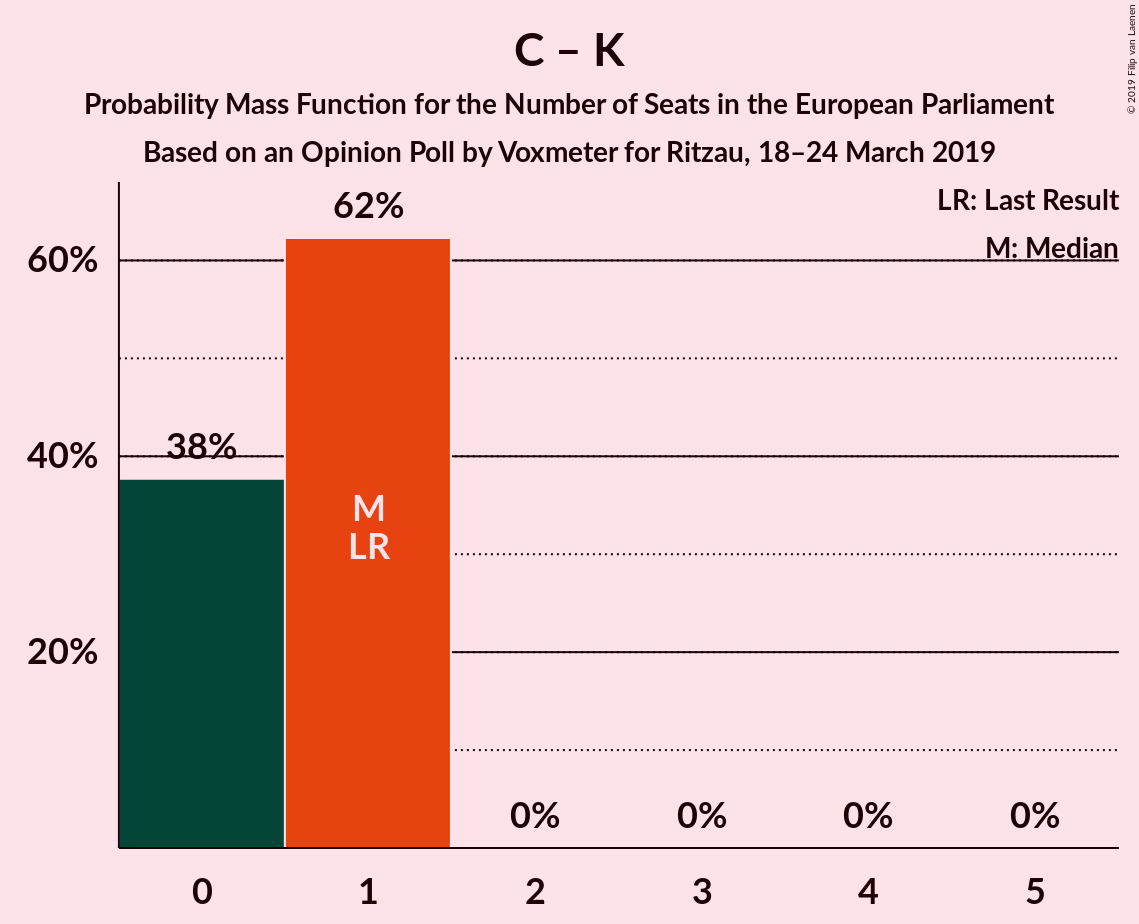 C – K
Probability Mass Function for the Number of Seats in the European Parliament
Based on an Opinion Poll by Voxmeter for Ritzau, 18–24 March 2019
© 2019 Filip van Laenen
LR: Last Result
M: Median
60%
40%
20%
38%
62%
M
LR
0%
0%
0%
0%
0
1
2
3
4
5